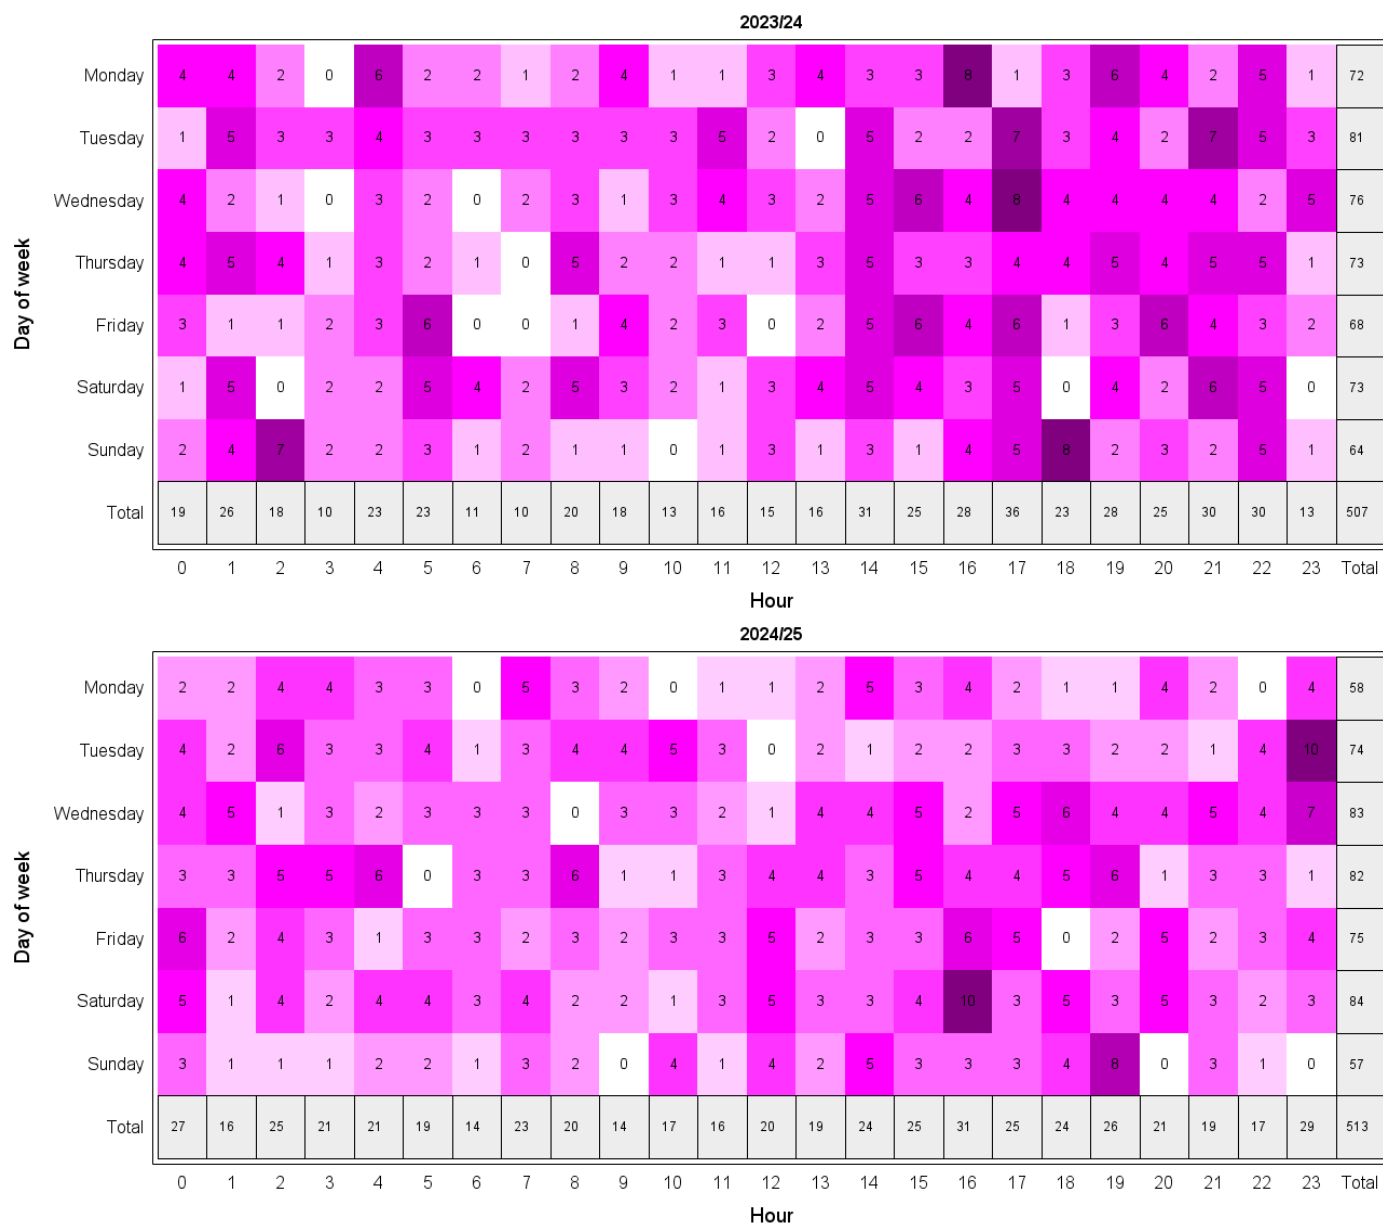 2023/24
Monday 4 4 2 0 6 2 2 1 2 4 1 1 3 4 3 3 8 1 3 6 4 2 5 1 72
Tuesday 1 5 3 3 4 3 3 3 3 3 3 5 2 0 5 2 2 7 3 4 2 7 5 3 81
Wednesday 4 2 1 0 3 2 0 2 3 1 3 4 3 2 5 6 4 8 4 4 4 4 2 5 76
Thursday 4 5 4 1 3 2 1 0 5 2 2 1 1 3 5 3 3 4 4 5 4 5 5 1 73
Friday 3 1 1 2 3 6 0 0 1 4 2 3 0 2 5 6 4 6 1 3 6 4 3 2 68
Saturday 1 5 0 2 2 5 4 2 5 3 2 1 3 4 5 4 3 5 0 4 2 6 5 0 73
Sunday 2 4 7 2 2 3 1 2 1 1 0 1 3 1 3 1 4 5 8 2 3 2 5 1 64
Total 19 26 18 10 23 23 11 10 20 18 13 16 15 16 31 25 28 36 23 28 25 30 30 13 507
0 1 2 3 4 5 6 7 8 9 10 11 12 13 14 15 16 17 18 19 20 21 22 23 Total
Hour
Day of week
2024/25
Monday 2 2 4 4 3 3 0 5 3 2 0 1 1 2 5 3 4 2 1 1 4 2 0 4 58
Tuesday 4 2 6 3 3 4 1 3 4 4 5 3 0 2 1 2 2 3 3 2 2 1 4 10 74
Wednesday 4 5 1 3 2 3 3 3 0 3 3 2 1 4 4 5 2 5 6 4 4 5 4 7 83
Thursday 3 3 5 5 6 0 3 3 6 1 1 3 4 4 3 5 4 4 5 6 1 3 3 1 82
Friday 6 2 4 3 1 3 3 2 3 2 3 3 5 2 3 3 6 5 0 2 5 2 3 4 75
Saturday 5 1 4 2 4 4 3 4 2 2 1 3 5 3 3 4 10 3 5 3 5 3 2 3 84
Sunday 3 1 1 1 2 2 1 3 2 0 4 1 4 2 5 3 3 3 4 8 0 3 1 0 57
Total 27 16 25 21 21 19 14 23 20 14 17 16 20 19 24 25 31 25 24 26 21 19 17 29 513
0 1 2 3 4 5 6 7 8 9 10 11 12 13 14 15 16 17 18 19 20 21 22 23 Total
Hour
Day of week